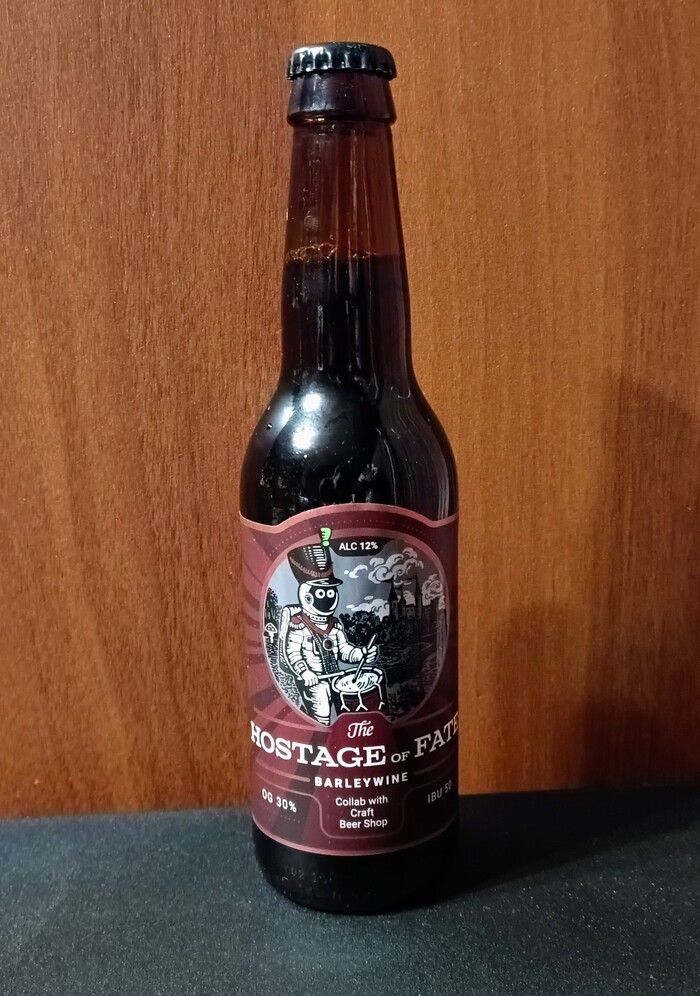 ALC 12%
The
HOSTAGE OF FATE
BARLEYWINE
OG 30%
Collab with
Craft
Beer Shop
IBU 50